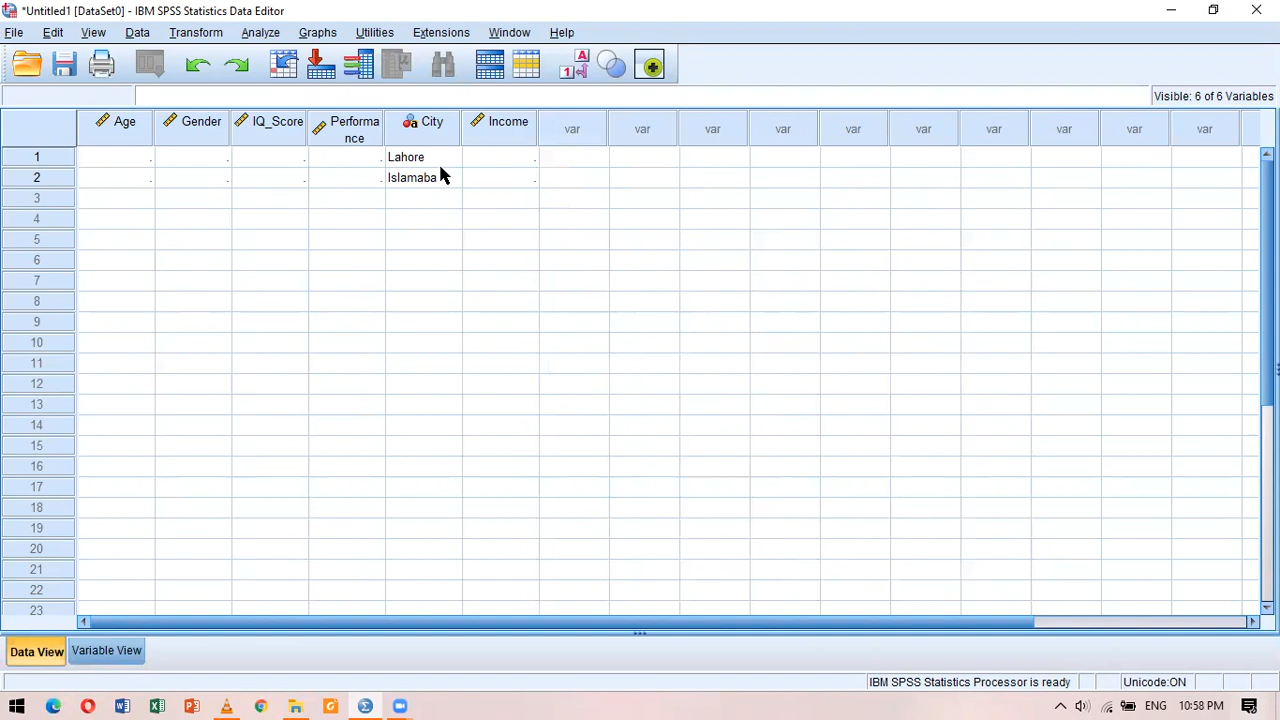 *Untitled1 [DataSet0] - IBM SPSS Statistics Data Editor
File Edit View Data Transform Analyze Graphs Utilities Extensions Window Help
Visible: 6 of 6 Variables
Age Gender IQ_Score Performa
nce City Income var var var var var var var var var var
1 . . . . Lahore .
2 . . . . Islamaba .
3
4
5
6
7
8
9
10
11
12
13
14
15
16
17
18
19
20
21
22
23
Data View Variable View
IBM SPSS Statistics Processor is ready Unicode:ON
ENG 10:58 PM